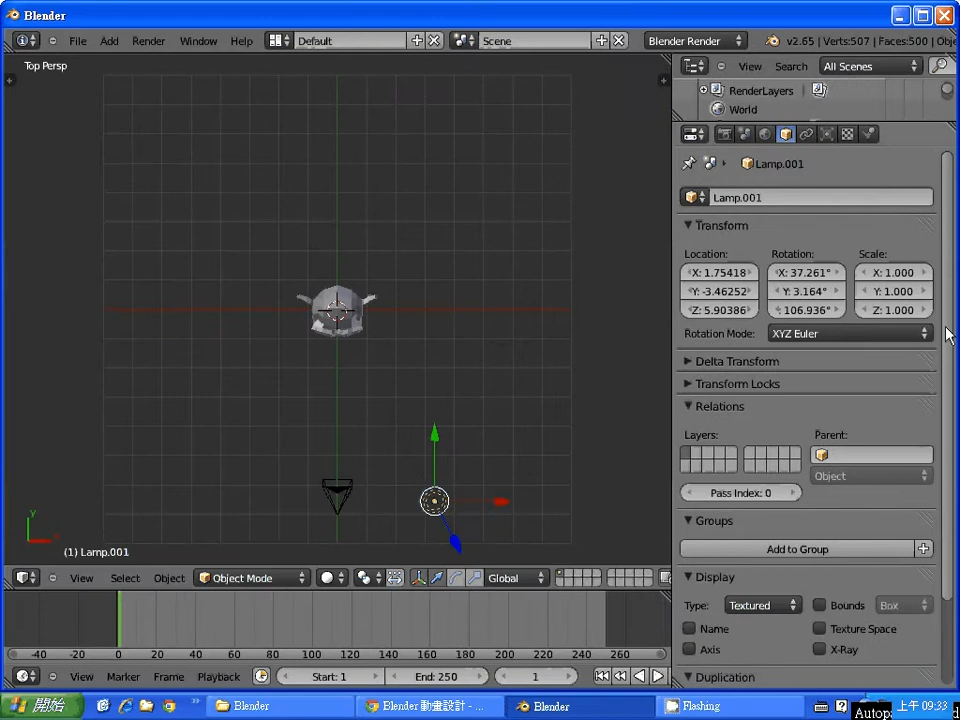 Blender
File Add Render Window Help Default Scene Blender Render v2.65 | Verts:507 | Faces:500 | Obje
Top Persp
View Search All Scenes
RenderLayers
World
Lamp.001
Lamp.001
Transform
Location: Rotation: Scale:
X: 1.75418 X: 37.261° X: 1.000
Y: -3.46252 Y: 3.164° Y: 1.000
Z: 5.90386 106.936° Z: 1.000
Rotation Mode: XYZ Euler
Delta Transform
Transform Locks
Relations
Layers: Parent:
Object
Pass Index: 0
Groups
Add to Group
Display
Type: Textured Bounds Box
Name Texture Space
Axis X-Ray
Duplication
y
(1) Lamp.001
View Select Object Object Mode Global
-40 -20 0 20 40 60 80 100 120 140 160 180 200 220 240 260
View Marker Frame Playback Start: 1 End: 250 1
開始 Blender Blender 動畫設計 - ... Blender Flashing 上午 09:33